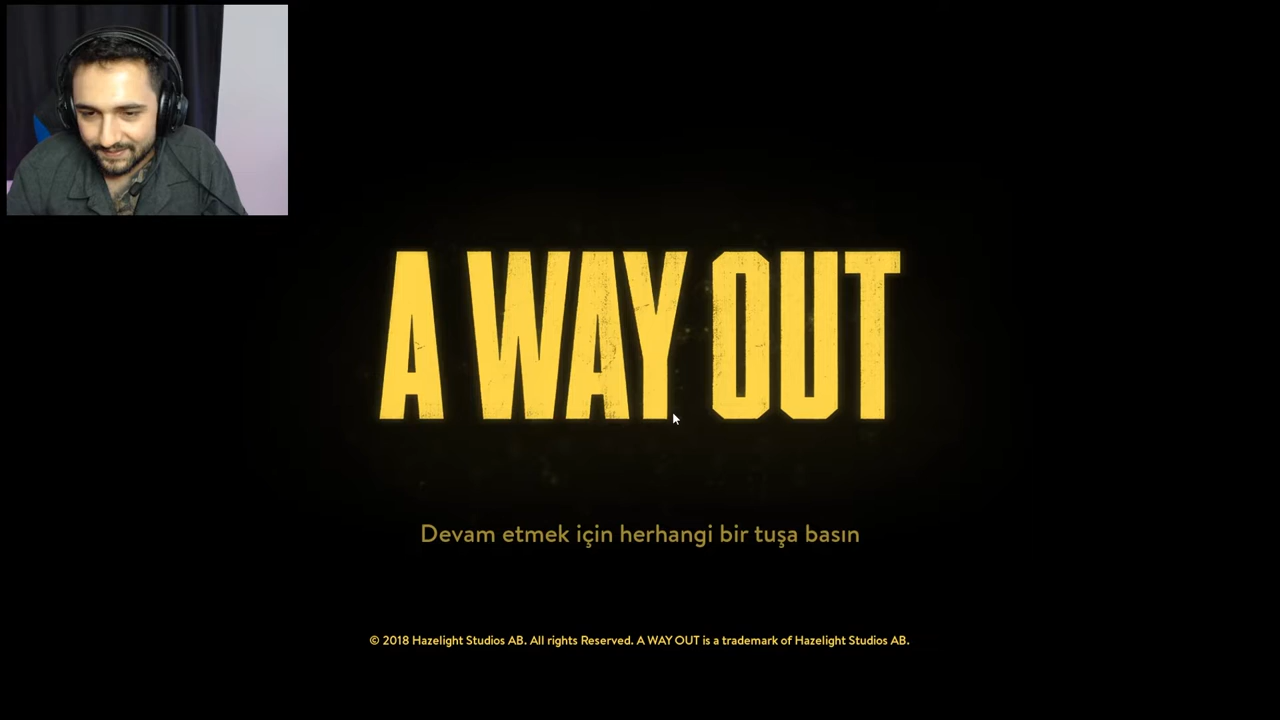 A WAY OUT
Devam etmek için herhangi bir tuşa basın
© 2018 Hazelight Studios AB. All rights Reserved. A WAY OUT is a trademark of Hazelight Studios AB.